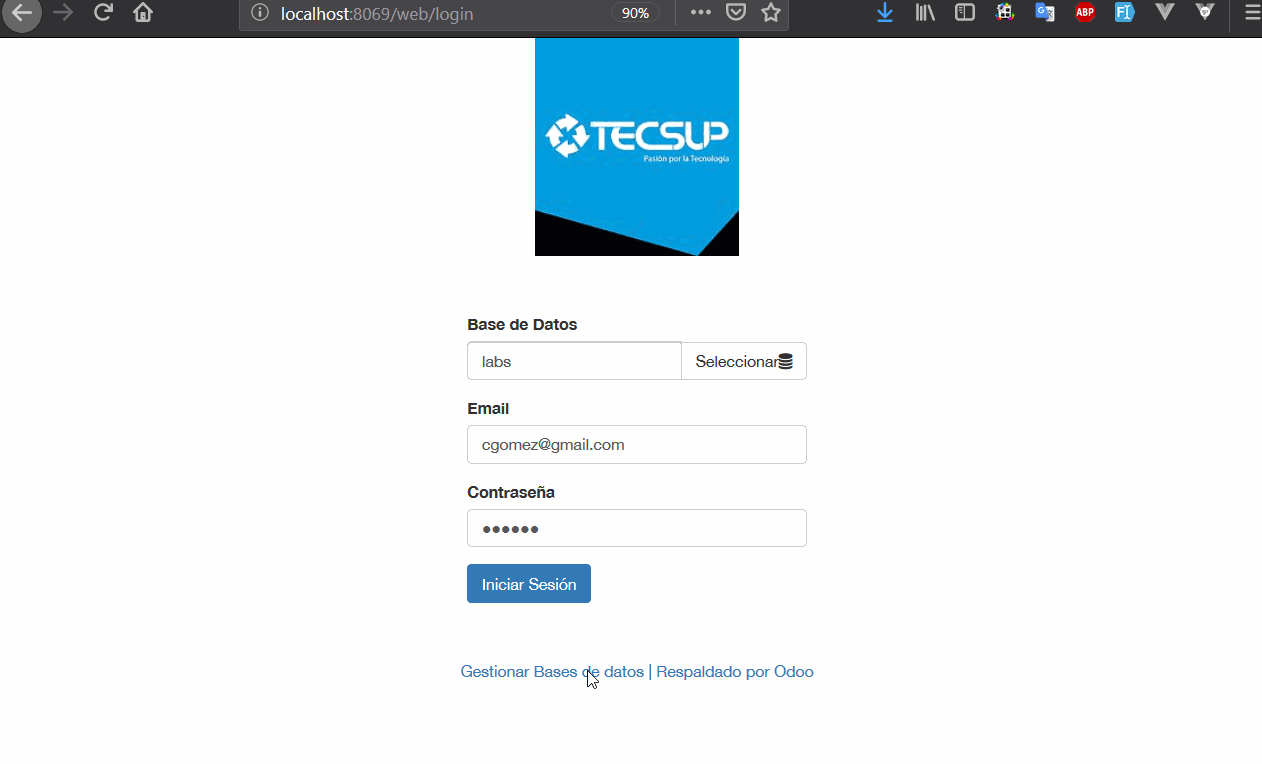 localhost:8069/web/login
90%
ABP
TECSUP
Pasión por la Tecnología
Base de Datos
labs
Seleccionar
Email
cgomez@gmail.com
Contraseña
Iniciar Sesión
Gestionar Bases de datos | Respaldado por Odoo